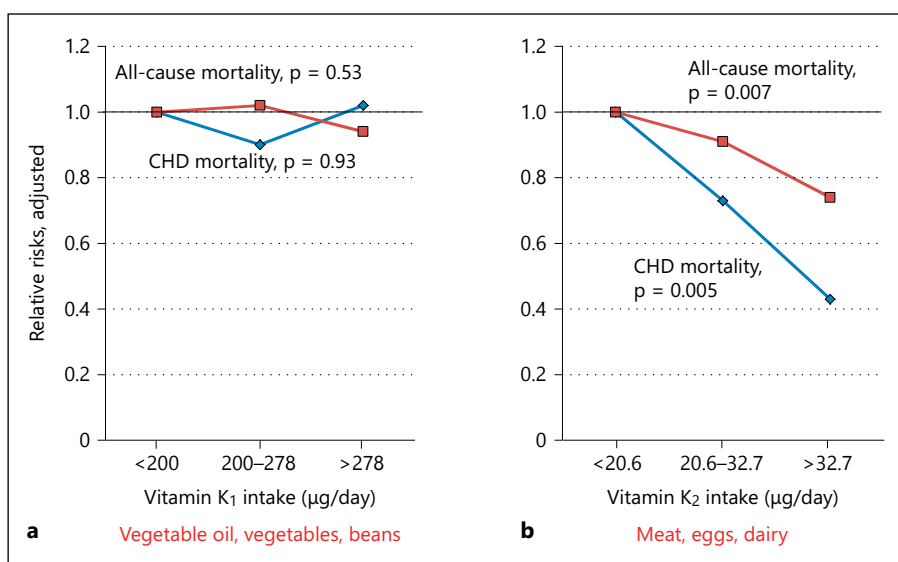 Relative risks, adjusted
1.2
1.0
0.8
0.6
0.4
0.2
0
All-cause mortality, p = 0.53
CHD mortality, p = 0.93
<200
200–278
>278
Vitamin K₁ intake (µg/day)
a
Vegetable oil, vegetables, beans
1.2
1.0
0.8
0.6
0.4
0.2
0
All-cause mortality,
p = 0.007
CHD mortality,
p = 0.005
<20.6
20.6–32.7
>32.7
Vitamin K₂ intake (µg/day)
b
Meat, eggs, dairy